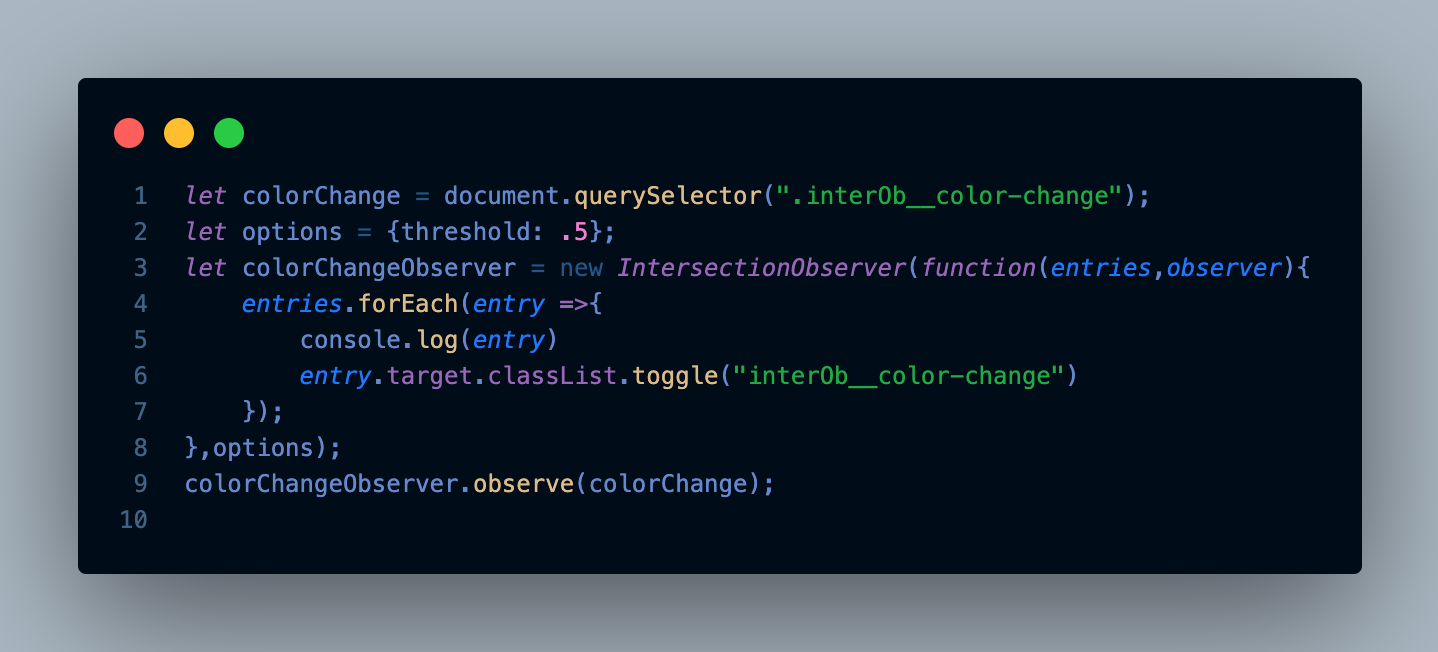 1 let colorChange = document.querySelector(".interOb__color-change");
2 let options = {threshold: .5};
3 let colorChangeObserver = new IntersectionObserver(function(entries,observer){
4     entries.forEach(entry =>{
5         console.log(entry)
6         entry.target.classList.toggle("interOb__color-change")
7     });
8 },options);
9 colorChangeObserver.observe(colorChange);
10